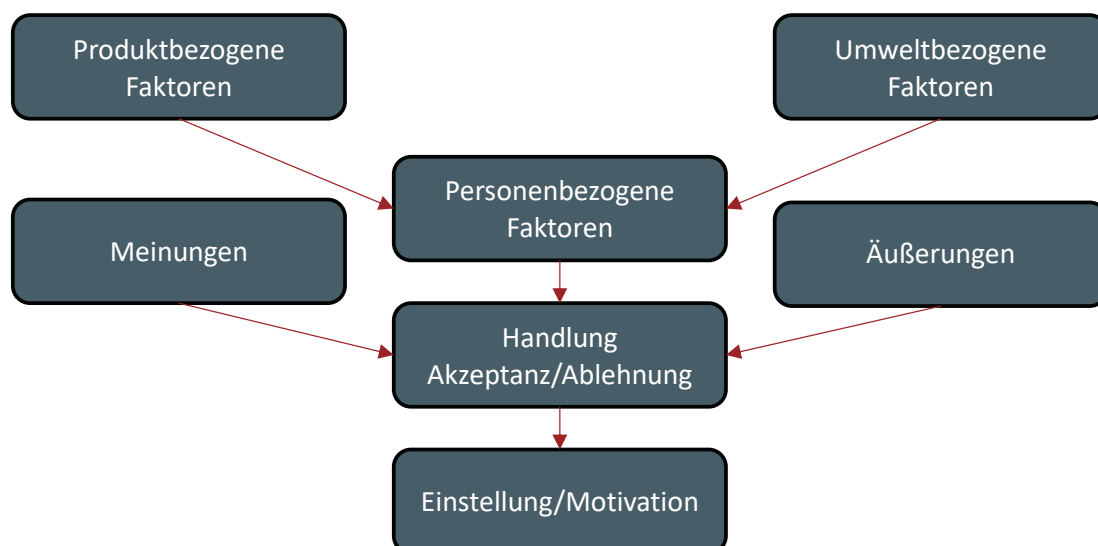 Produktbezogene
Faktoren
Umweltbezogene
Faktoren
Personenbezogene
Faktoren
Meinungen
Äußerungen
Handlung
Akzeptanz/Ablehnung
Einstellung/Motivation